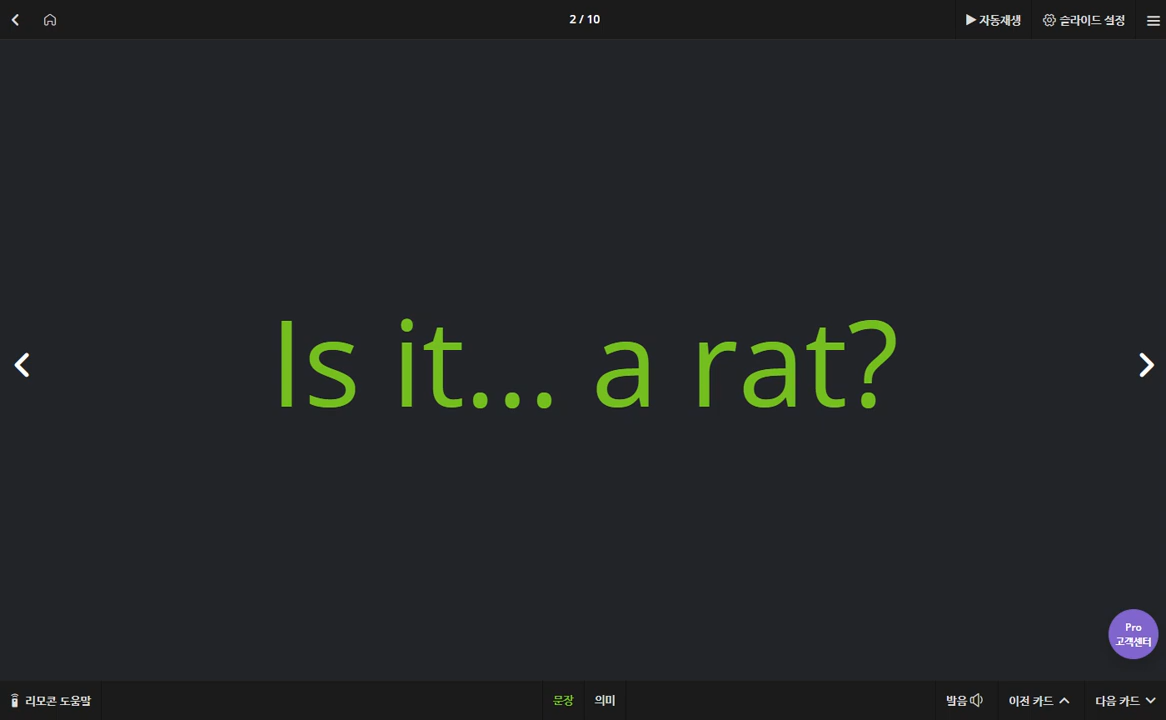 2 / 10
자동재생
슬라이드 설정
Is it... a rat?
Pro
고객센터
리모콘 도움말
문장
의미
발음
이전 카드
다음 카드